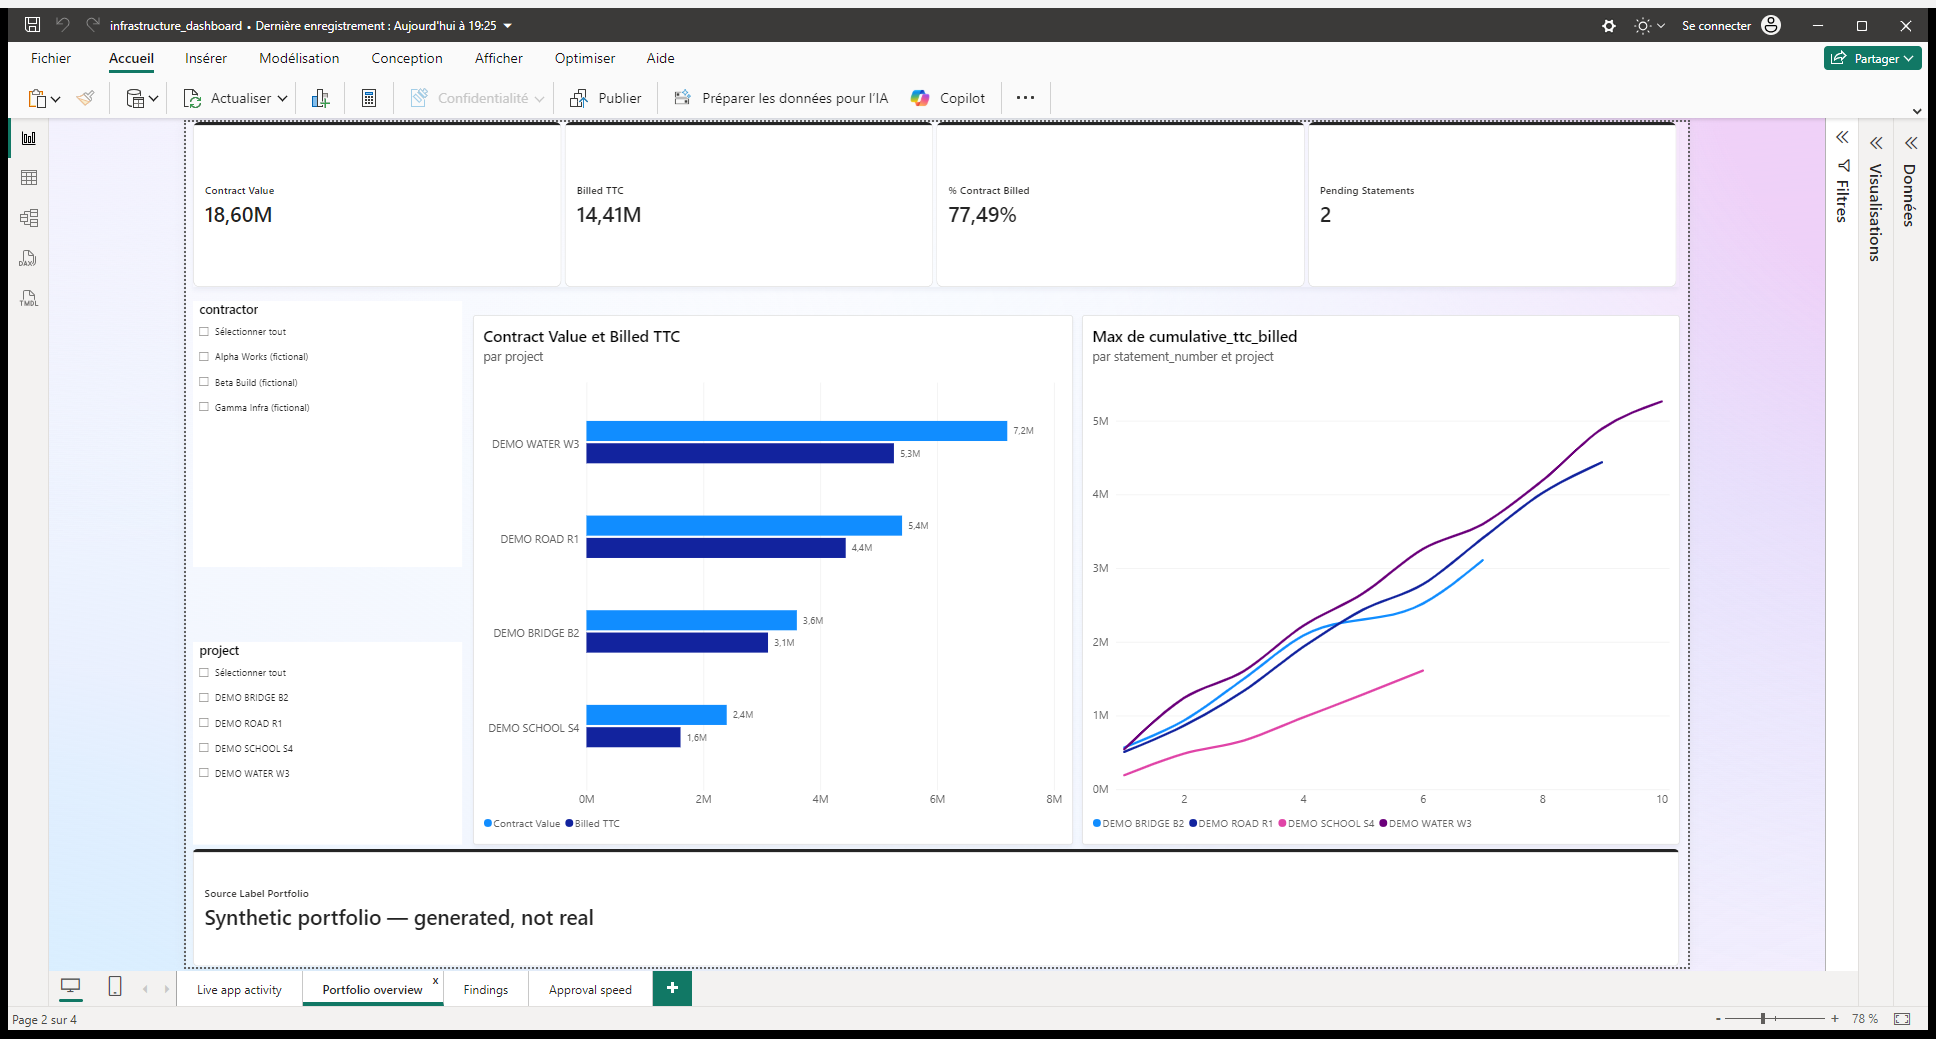 infrastructure_dashboard • Dernière enregistrement : Aujourd'hui à 19:25
Se connecter
Fichier
Accueil
Insérer
Modélisation
Conception
Afficher
Optimiser
Aide
Partager
Actualiser
Confidentialité
Publier
Préparer les données pour l'IA
Copilot
DAX
TMDL
Contract Value
18,60M
Billed TTC
14,41M
% Contract Billed
77,49%
Pending Statements
2
Filtres
Visualisations
Données
contractor
Sélectionner tout
Alpha Works (fictional)
Beta Build (fictional)
Gamma Infra (fictional)
project
Sélectionner tout
DEMO BRIDGE B2
DEMO ROAD R1
DEMO SCHOOL S4
DEMO WATER W3
Contract Value et Billed TTC
par project
DEMO WATER W3
7,2M
5,3M
DEMO ROAD R1
5,4M
4,4M
DEMO BRIDGE B2
3,6M
3,1M
DEMO SCHOOL S4
2,4M
1,6M
0M 2M 4M 6M 8M
Contract Value Billed TTC
Max de cumulative_ttc_billed
par statement_number et project
5M
4M
3M
2M
1M
0M
2 4 6 8 10
DEMO BRIDGE B2 DEMO ROAD R1 DEMO SCHOOL S4 DEMO WATER W3
Source Label Portfolio
Synthetic portfolio — generated, not real
Live app activity
Portfolio overview
x
Findings
Approval speed
+
Page 2 sur 4
- + 78 %